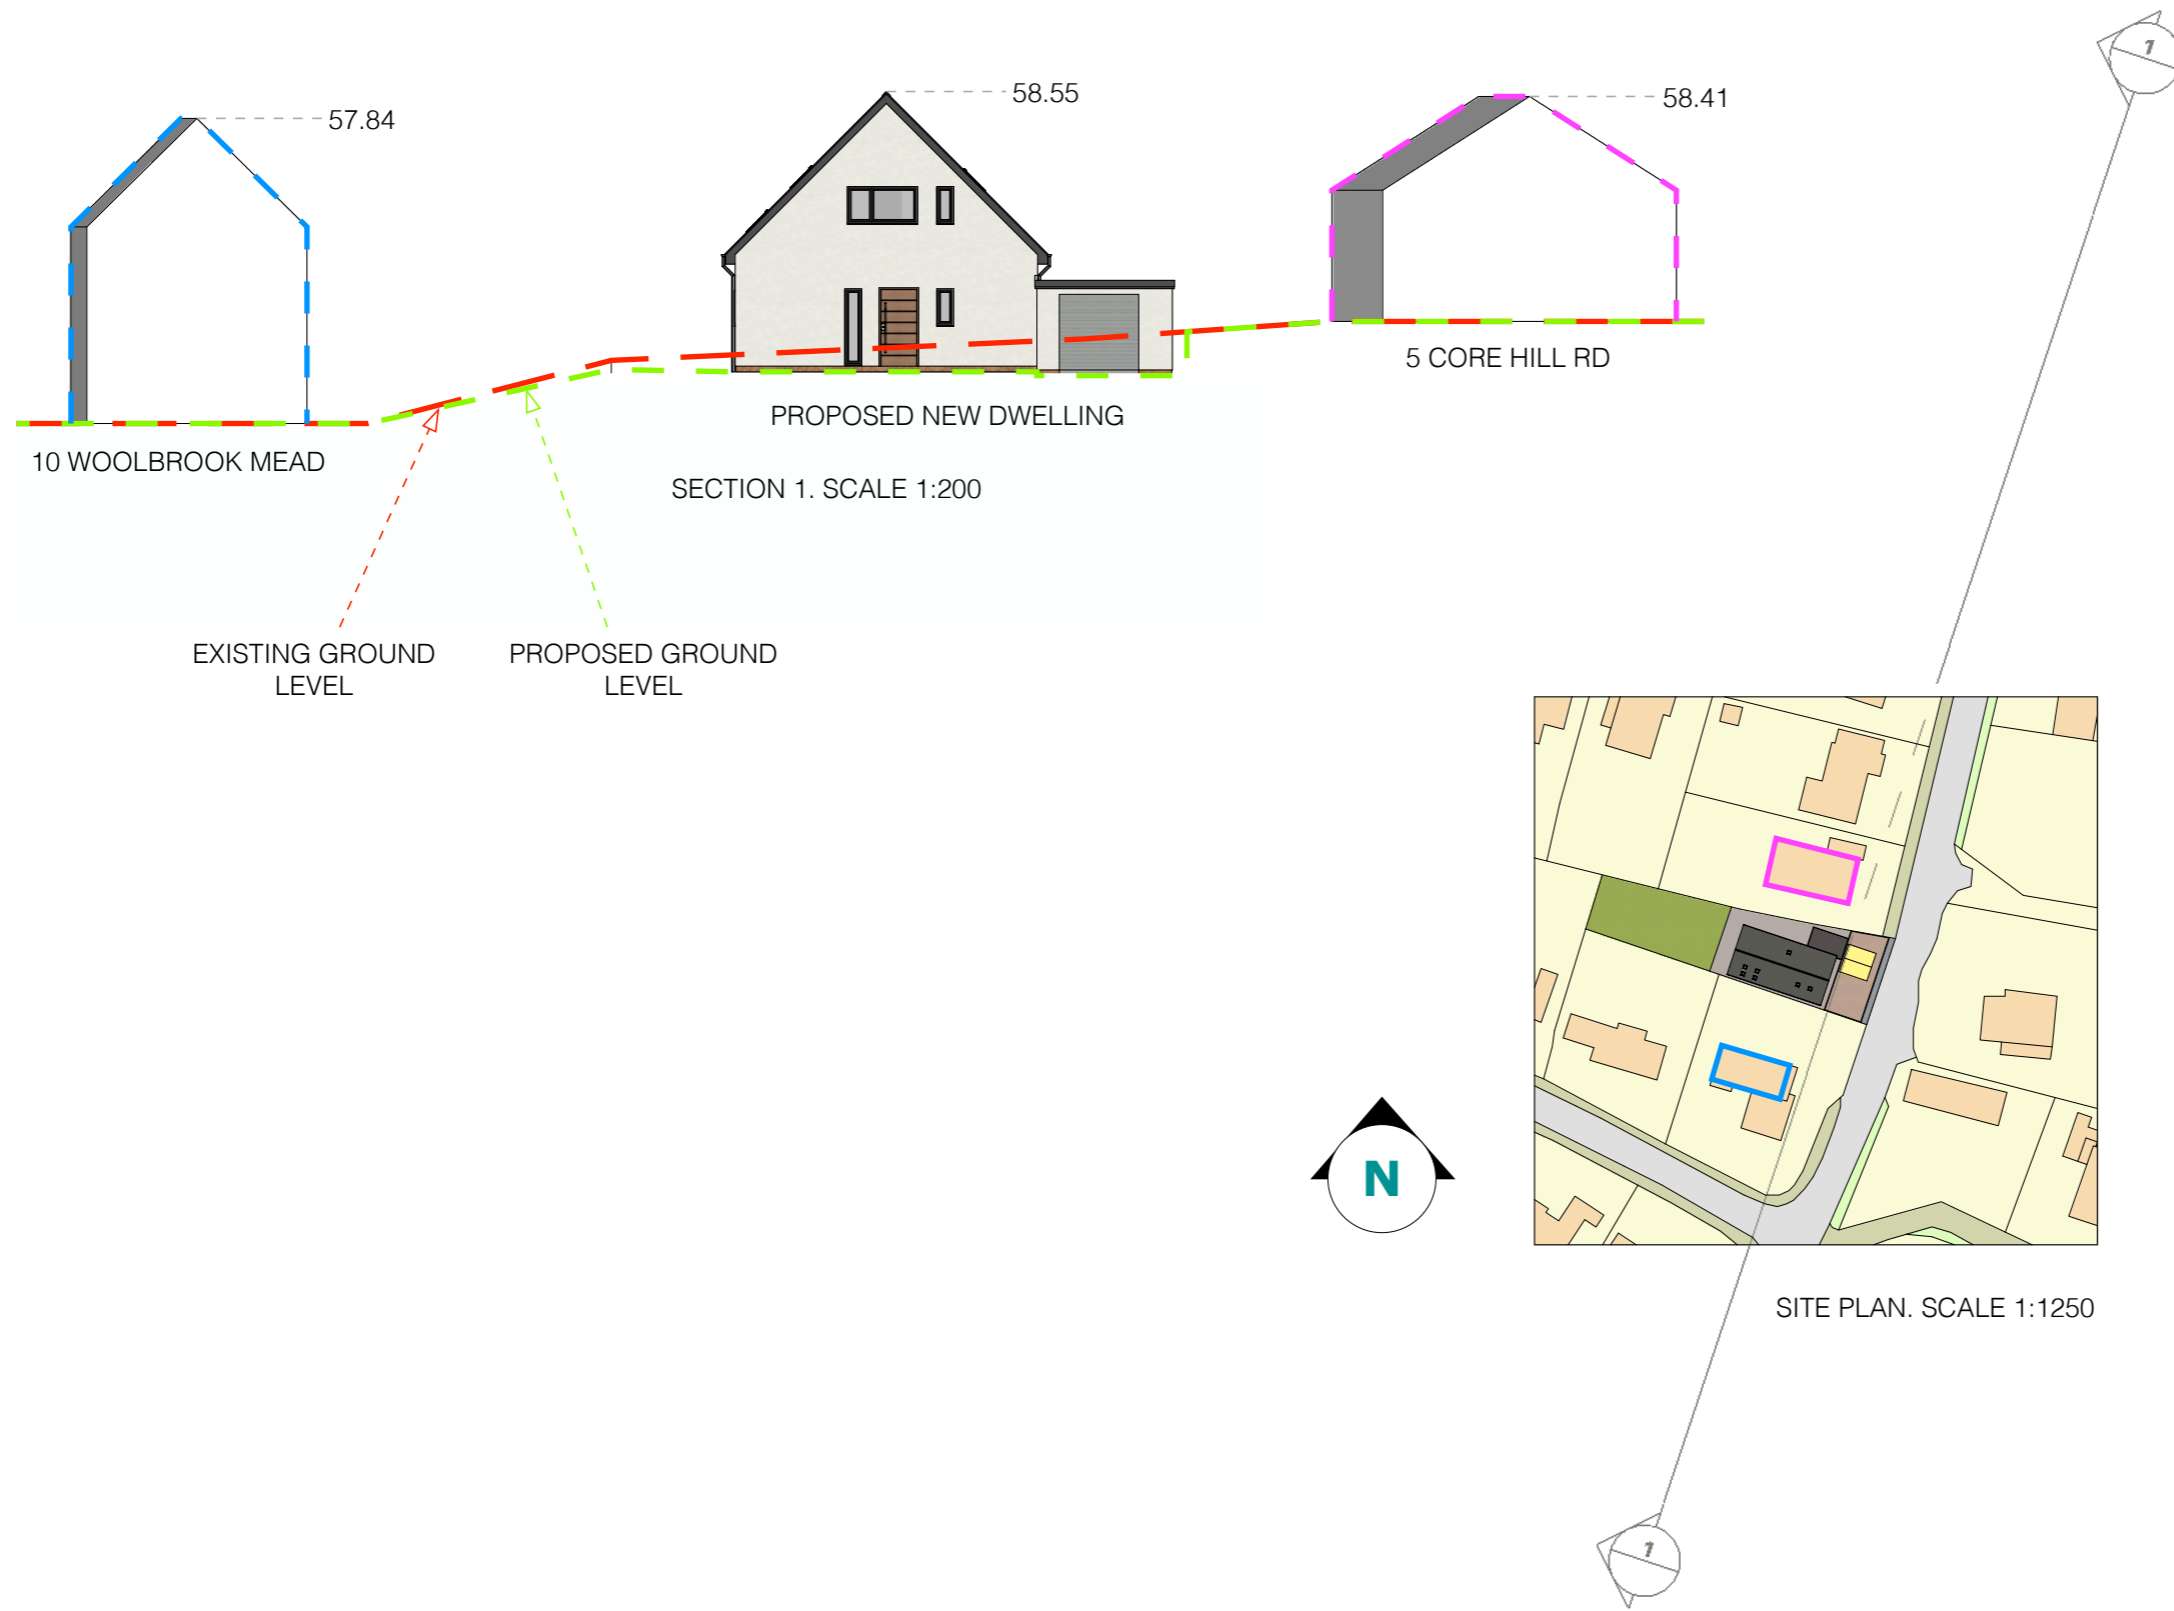 1
57.84
58.55
58.41
5 CORE HILL RD
PROPOSED NEW DWELLING
10 WOOLBROOK MEAD
SECTION 1. SCALE 1:200
EXISTING GROUND
LEVEL
PROPOSED GROUND
LEVEL
N
SITE PLAN. SCALE 1:1250
1